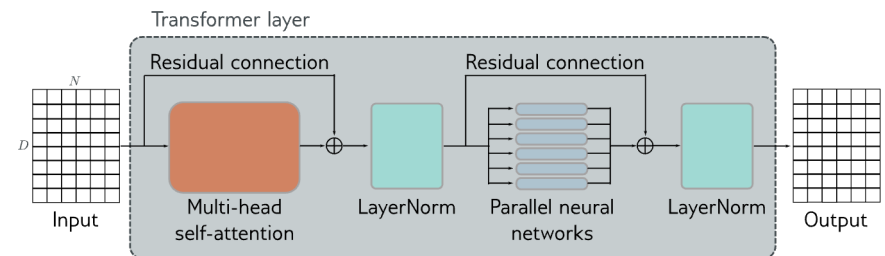 Transformer layer
Residual connection
Residual connection
N
D
Input
Multi-head
self-attention
LayerNorm
Parallel neural
networks
LayerNorm
Output